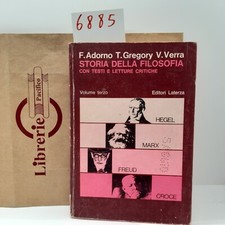 6885
F. Adorno T. Gregory V. Verra
STORIA DELLA FILOSOFIA
CON TESTI E LETTURE CRITICHE
Volume terzo
Editori Laterza
HEGEL
MARX
FREUD
CROCE
Librerie
Pacifico